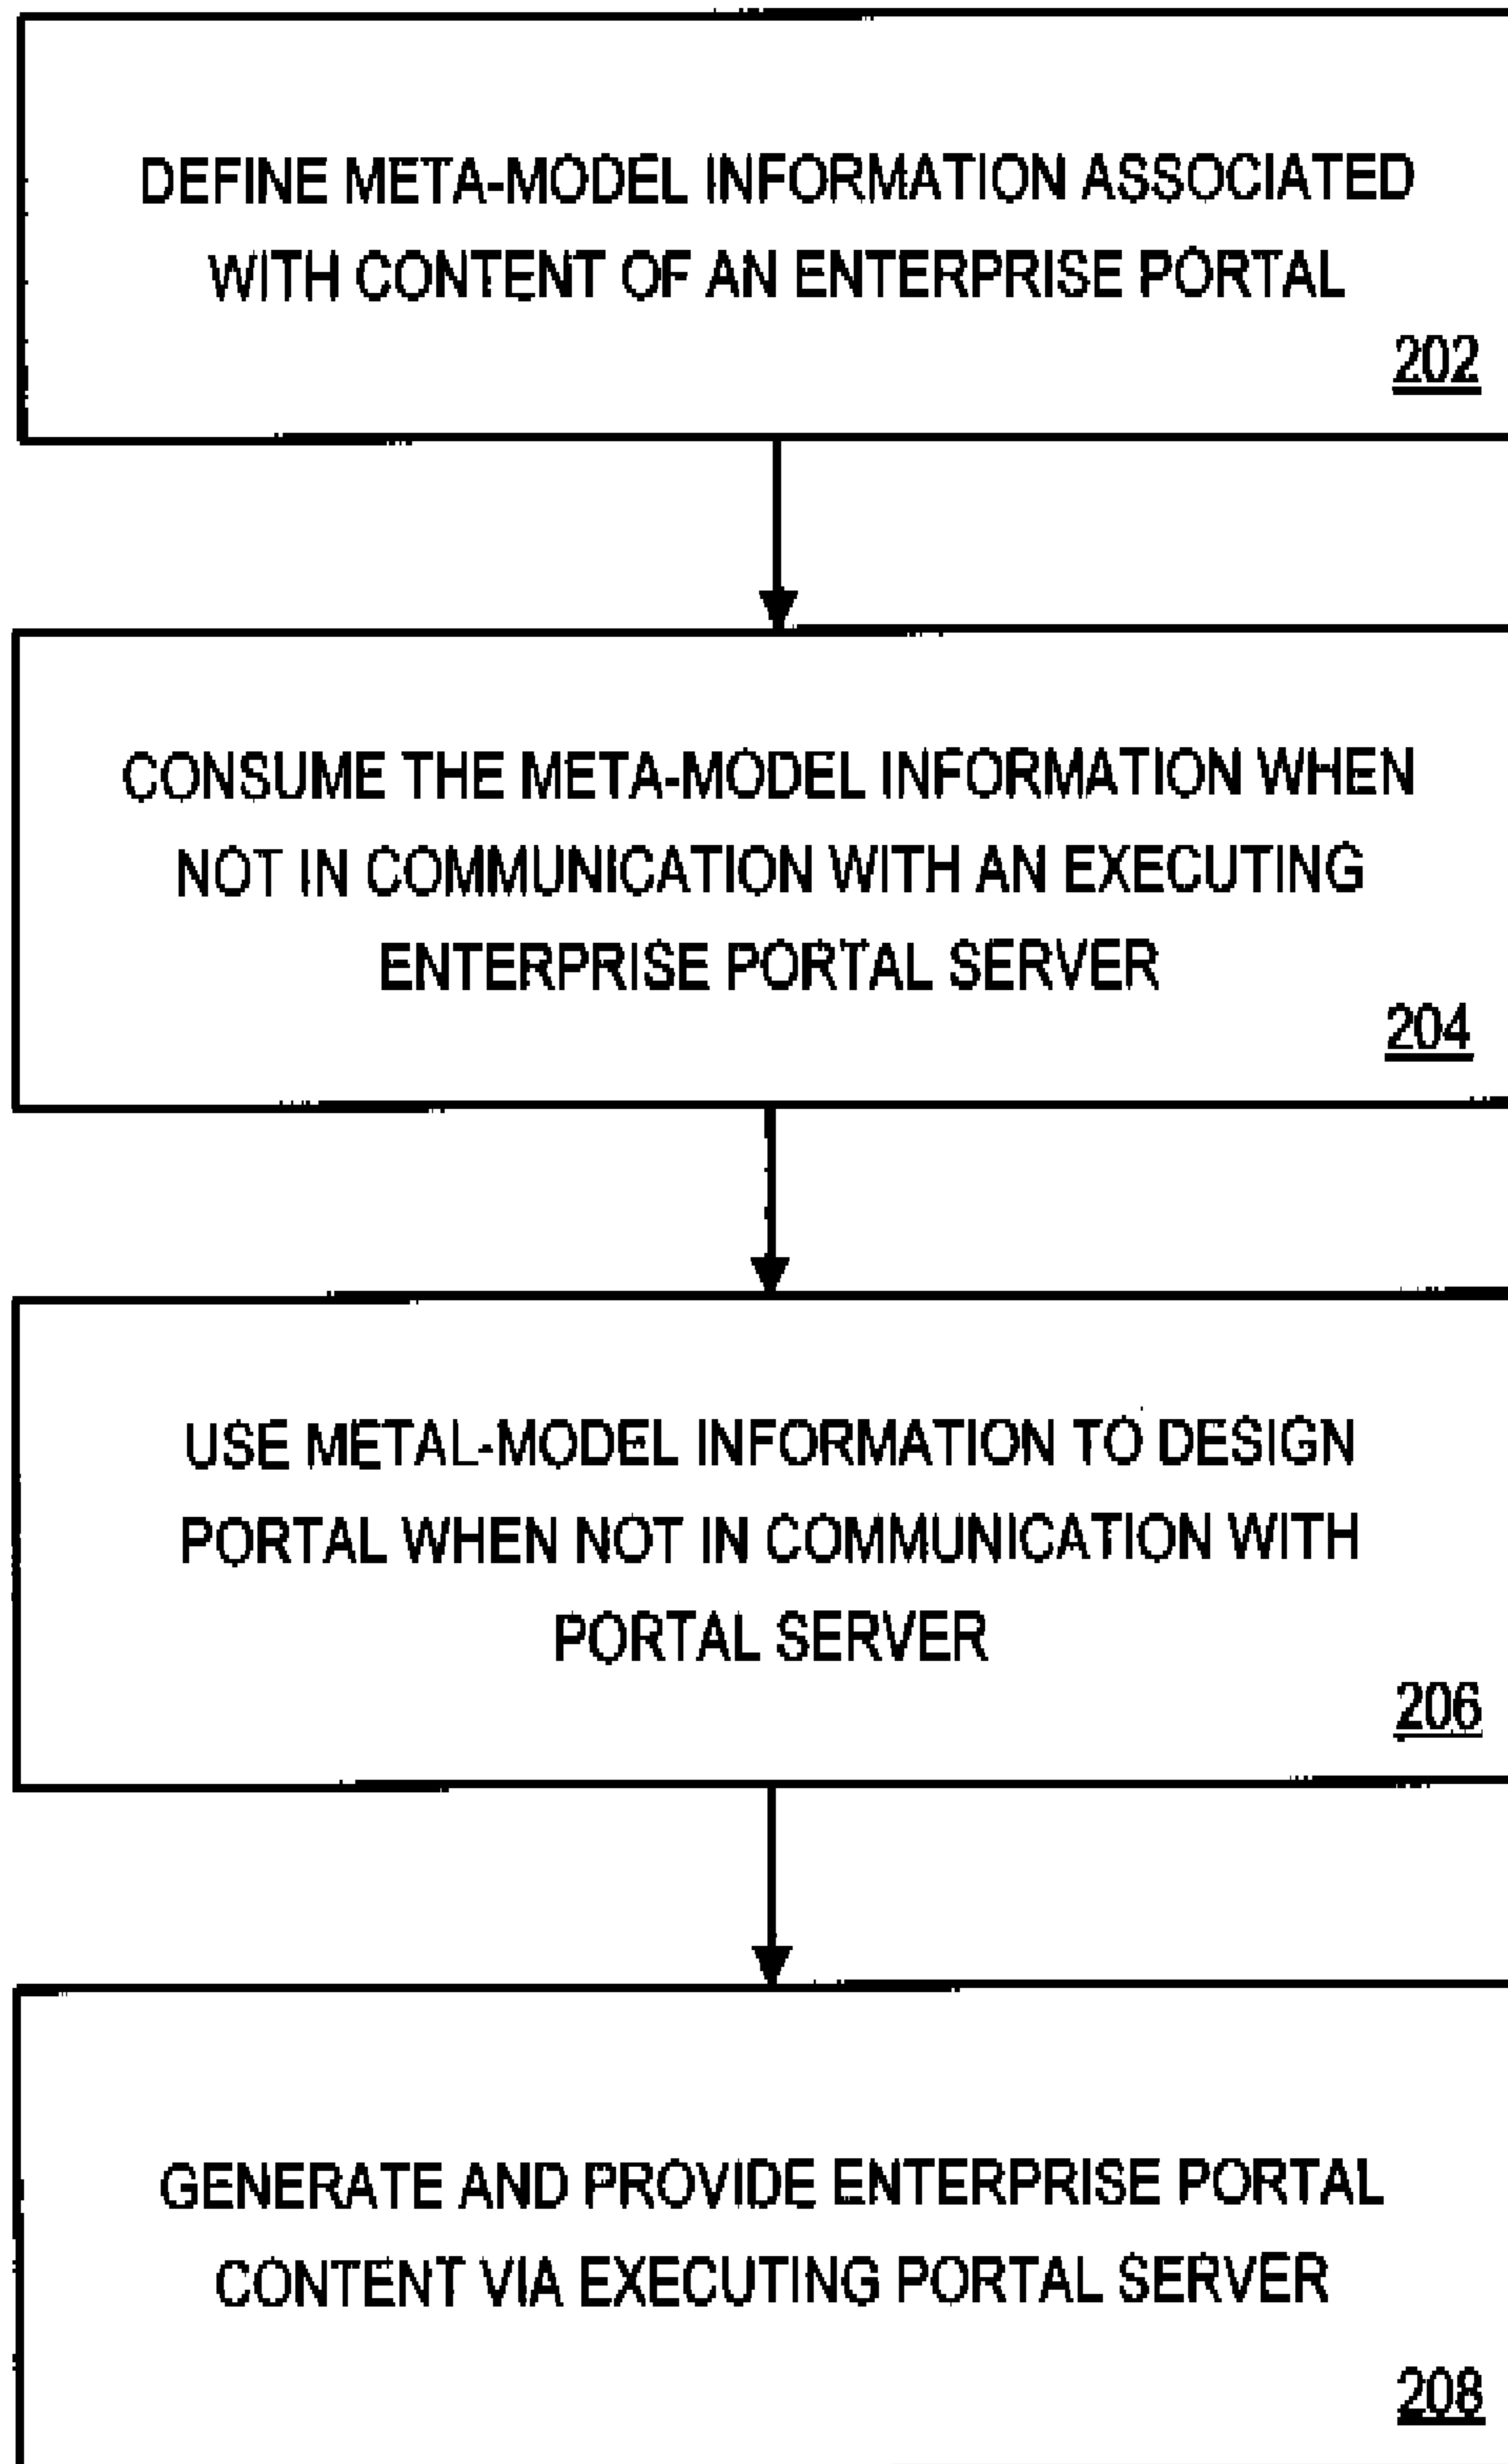 DEFINE META-MODEL INFORMATION ASSOCIATED
WITH CONTENT OF AN ENTERPRISE PORTAL
202
CONSUME THE META-MODEL INFORMATION WHEN
NOT IN COMMUNICATION WITH AN EXECUTING
ENTERPRISE PORTAL SERVER
204
USE METAL-MODEL INFORMATION TO DESIGN
PORTAL WHEN NOT IN COMMUNICATION WITH
PORTAL SERVER
206
GENERATE AND PROVIDE ENTERPRISE PORTAL
CONTENT VIA EXECUTING PORTAL SERVER
208